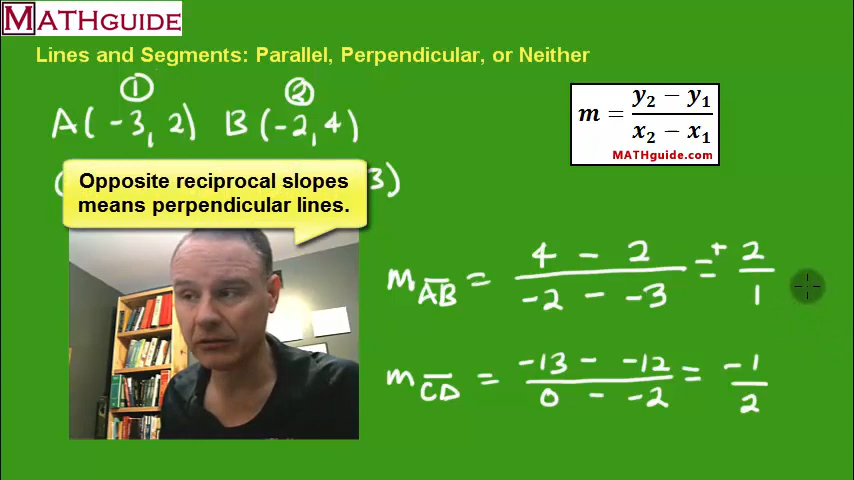 MATHGUIDE
Lines and Segments: Parallel, Perpendicular, or Neither
① ②
A(-3, 2) B(-2, 4)
( 3)
Opposite reciprocal slopes
means perpendicular lines.
m = y₂ − y₁ / x₂ − x₁
MATHguide.com
m AB = 4 - 2 / -2 - -3 = + 2 / 1
m CD = -13 - -12 / 0 - -2 = -1 / 2